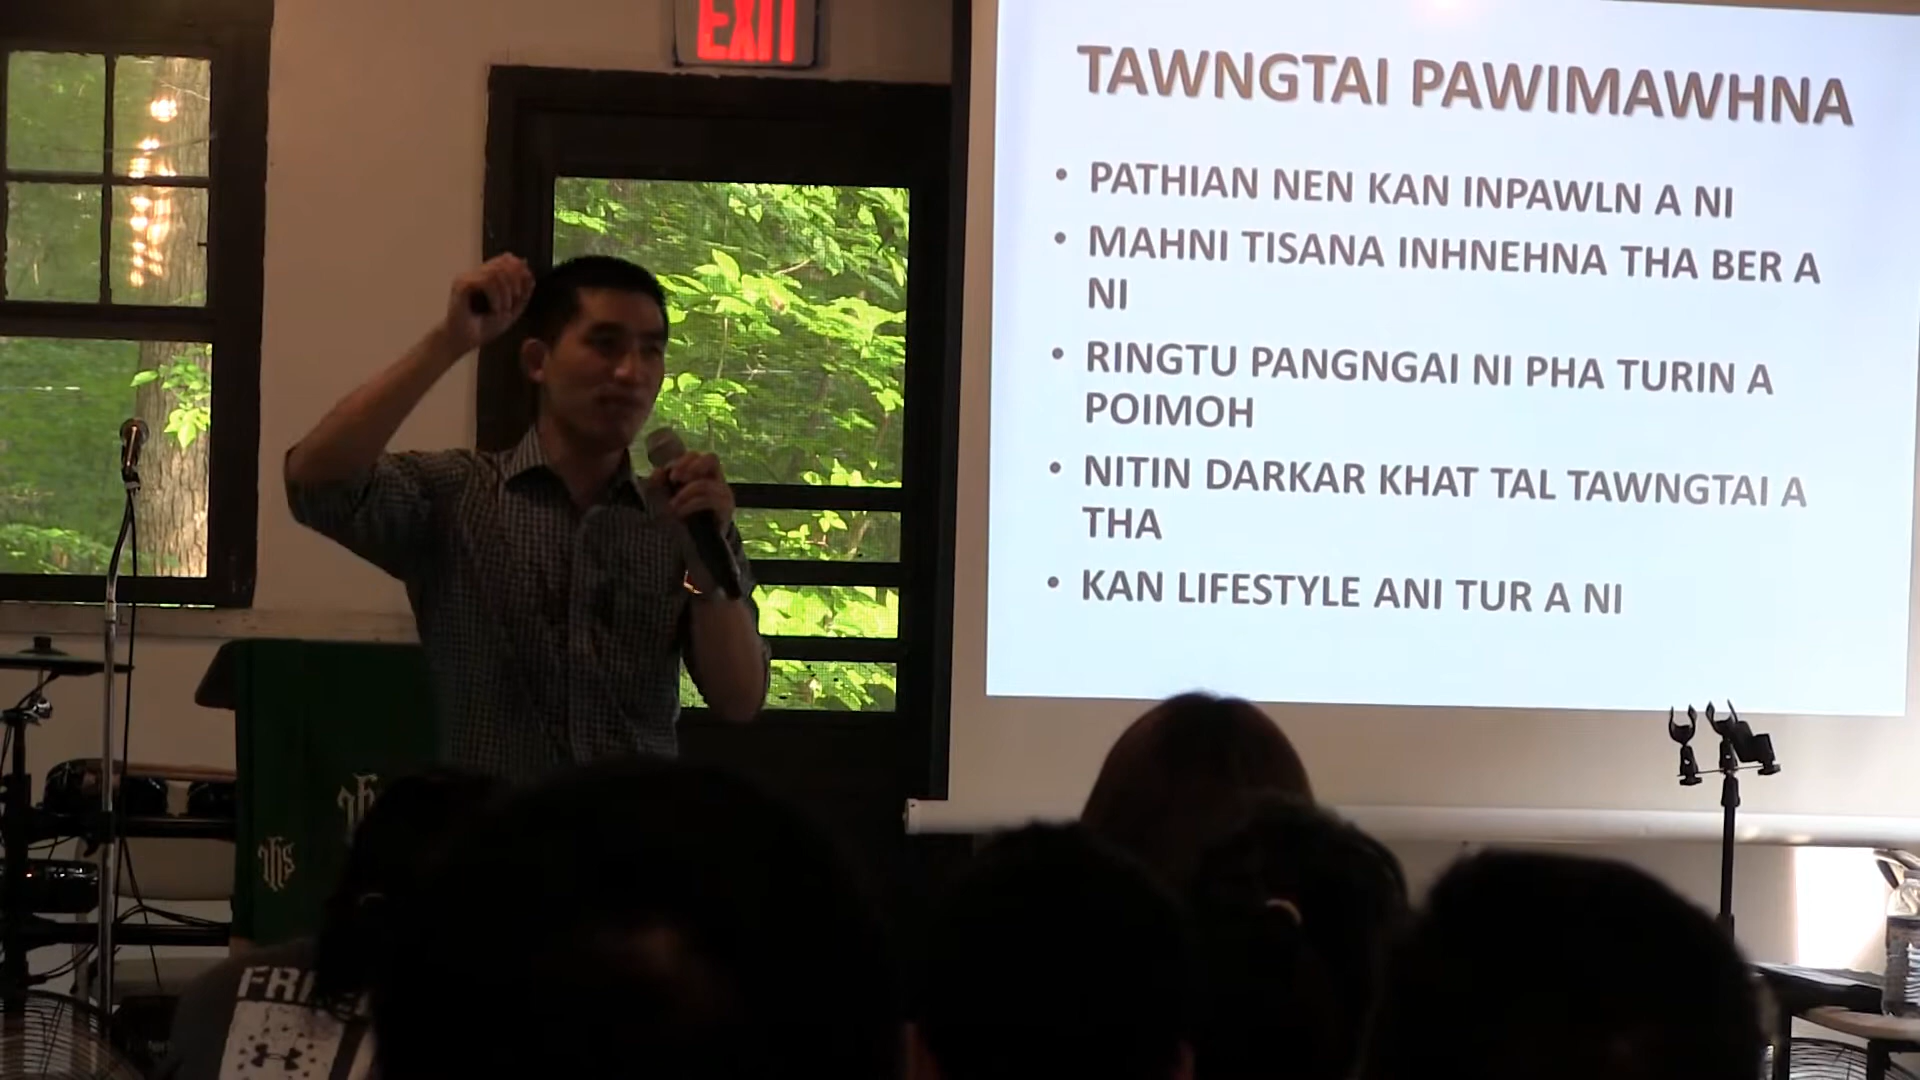 EXIT
TAWNGTAI PAWIMAWHNA
• PATHIAN NEN KAN INPAWLN A NI
• MAHNI TISANA INHNEHNA THA BER A
NI
• RINGTU PANGNGAI NI PHA TURIN A
POIMOH
• NITIN DARKAR KHAT TAL TAWNGTAI A
THA
• KAN LIFESTYLE ANI TUR A NI
ihs